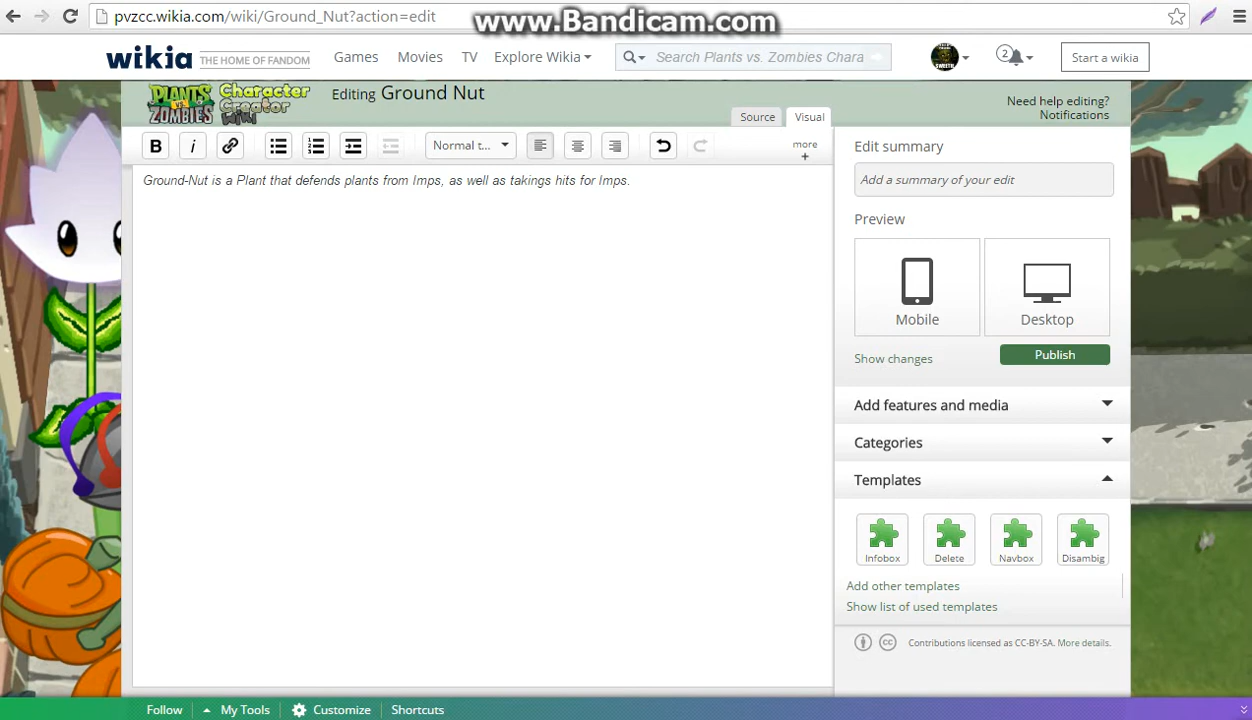 pvzcc.wikia.com/wiki/Ground_Nut?action=edit
www.Bandicam.com
wikia THE HOME OF FANDOM Games Movies TV Explore Wikia Search Plants vs. Zombies Chara 2 Start a wikia
PLANTS VS. ZOMBIES Character Creator Wiki
Editing Ground Nut
Need help editing?
Notifications
Source Visual
B i Normal t... more
+
Ground-Nut is a Plant that defends plants from Imps, as well as takings hits for Imps.
Edit summary
Add a summary of your edit
Preview
Mobile Desktop
Show changes Publish
Add features and media
Categories
Templates
Infobox Delete Navbox Disambig
Add other templates
Show list of used templates
cc Contributions licensed as CC-BY-SA. More details.
Follow My Tools Customize Shortcuts